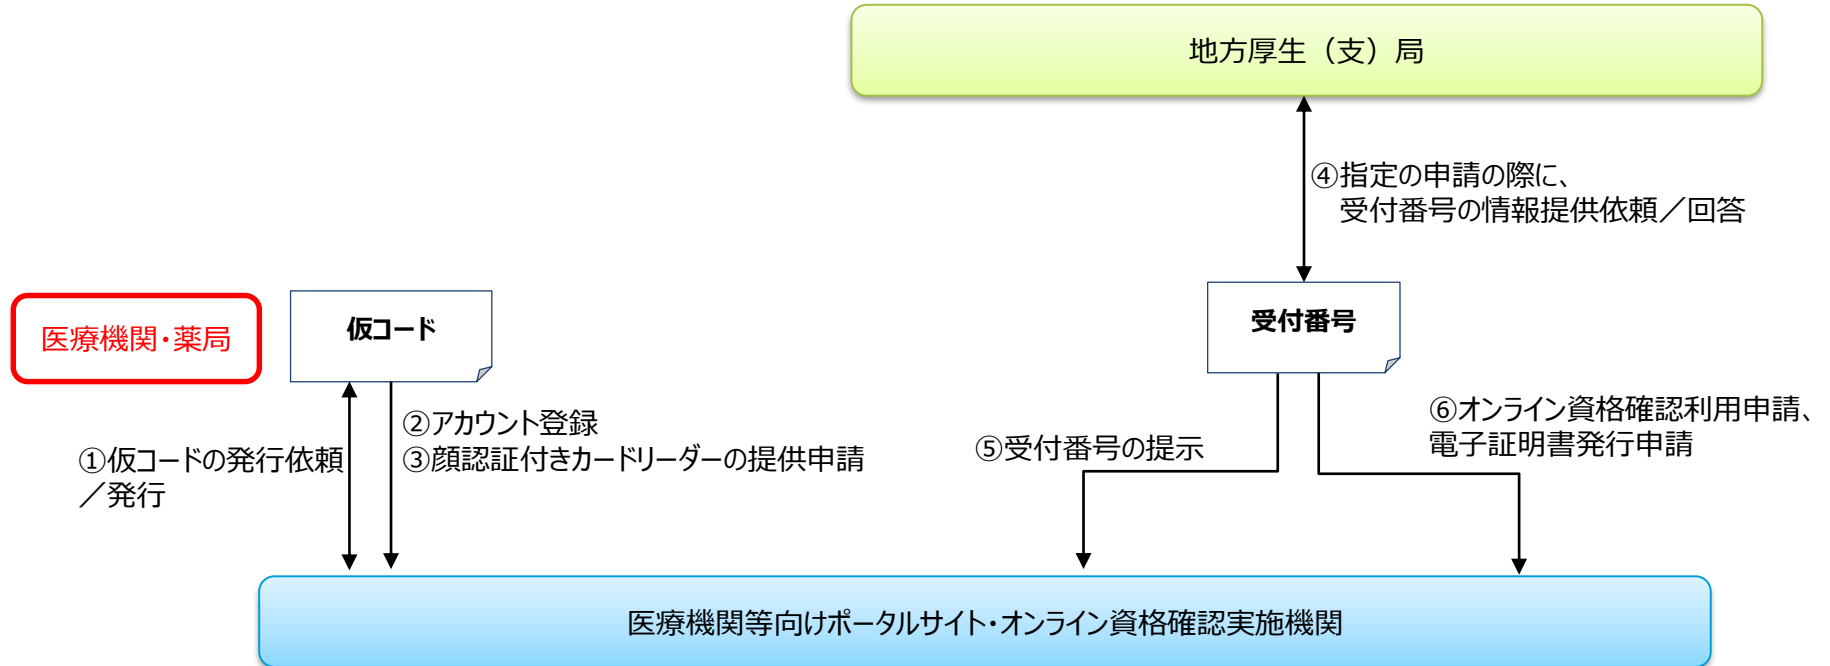 地方厚生（支）局
④指定の申請の際に、
受付番号の情報提供依頼／回答
医療機関・薬局
仮コード
受付番号
①仮コードの発行依頼
／発行
②アカウント登録
③顔認証付きカードリーダーの提供申請
⑤受付番号の提示
⑥オンライン資格確認利用申請、
電子証明書発行申請
医療機関等向けポータルサイト・オンライン資格確認実施機関